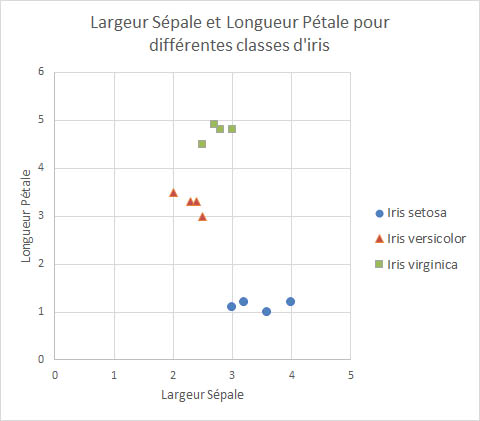 Largeur Sépale et Longueur Pétale pour
différentes classes d'iris
6
5
4
3
2
1
0
Longueur Pétale
0 1 2 3 4 5
Largeur Sépale
Iris setosa
Iris versicolor
Iris virginica